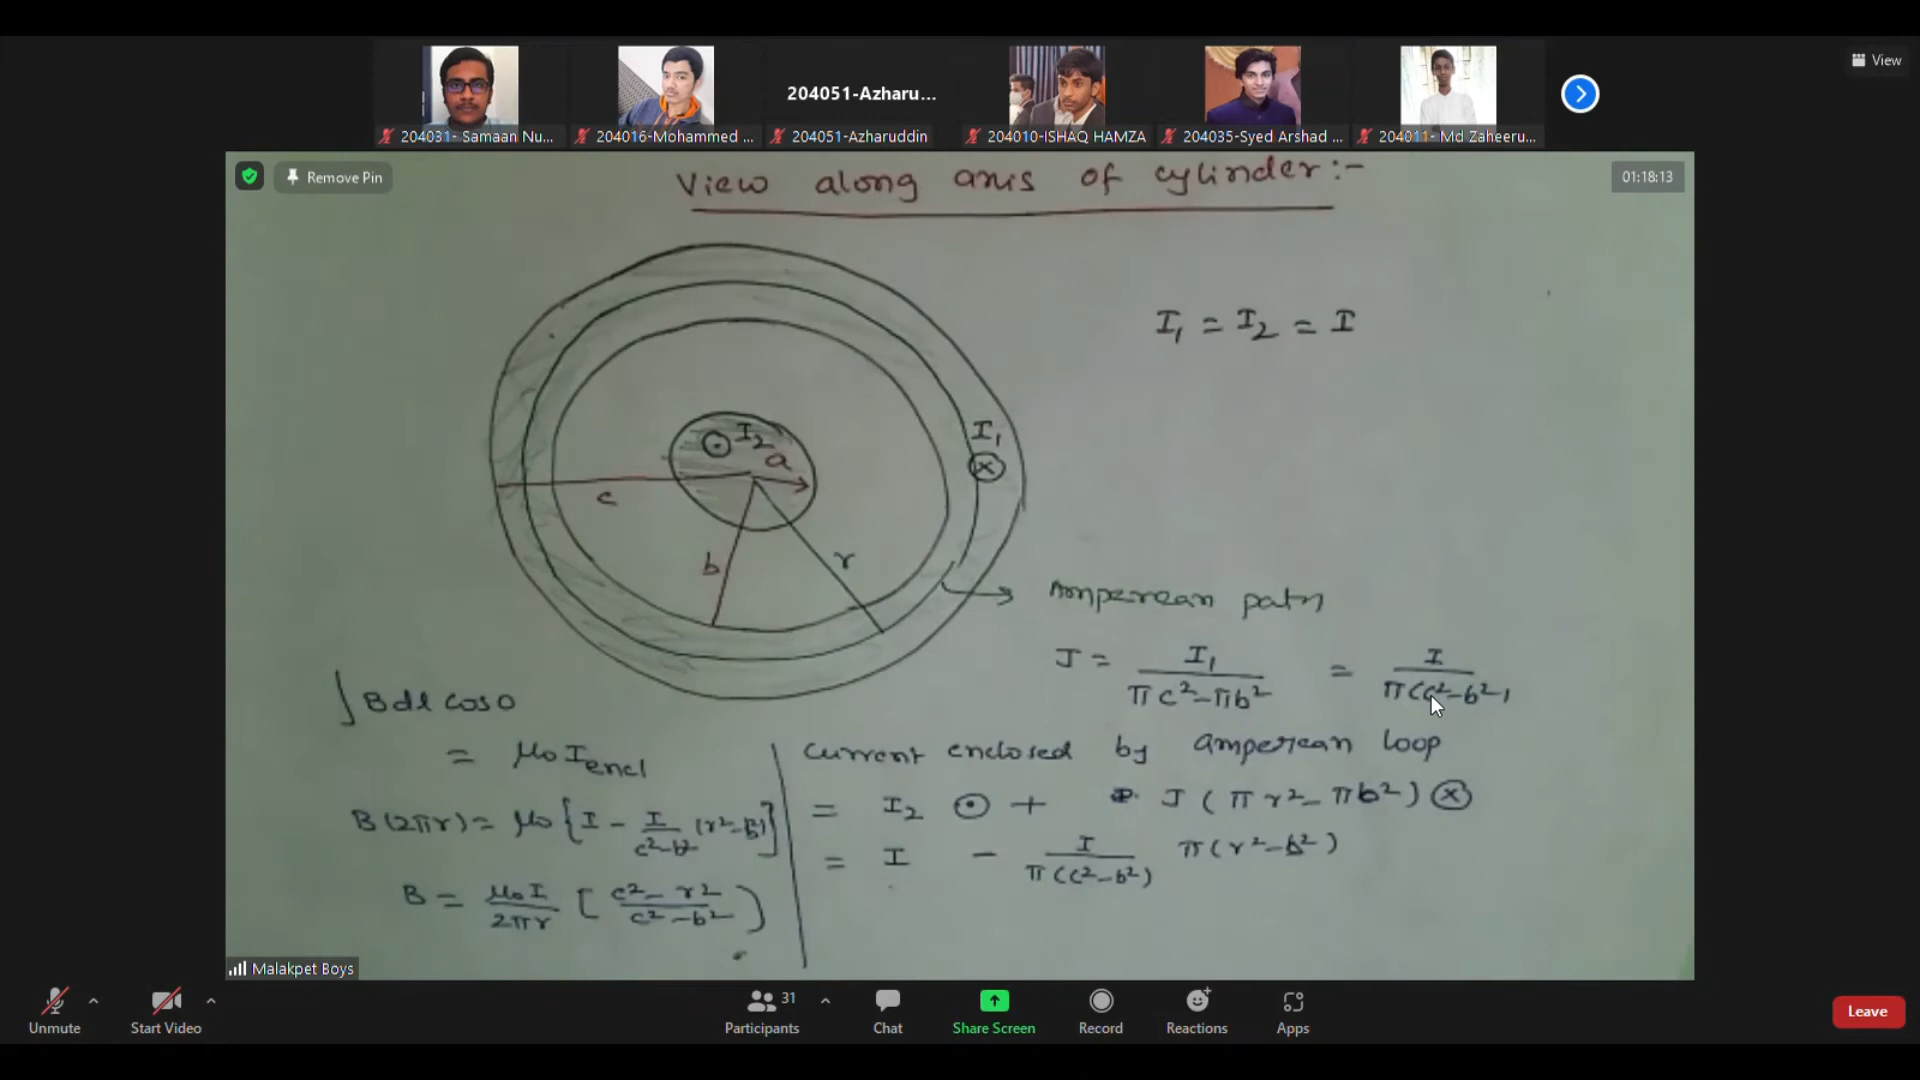 View
204051-Azharu...
204031- Samaan Nu...
204016-Mohammed ...
204051-Azharuddin
204010-ISHAQ HAMZA
204035-Syed Arshad ...
204011- Md Zaheeru...
Remove Pin
01:18:13
View along axis of cylinder:-
I₁ = I₂ = I
I₂
a
I₁
c
b
r
Amperean path
J = I₁ / (πc² - πb²) = I / π(c² - b²)
∫ B dl cos 0
= μ₀ I encl
B(2πr) = μ₀ { I - I/(c²-b²) (r²-b²) ]
B = μ₀I/2πr [ (c² - r²)/(c² - b²) )
Current enclosed by amperean loop
= I₂ ⊙ + J (πr² - πb²) ⊗
= I - I/π(c²-b²) π(r²-b²)
Malakpet Boys
Unmute
Start Video
31
Participants
Chat
Share Screen
Record
Reactions
Apps
Leave